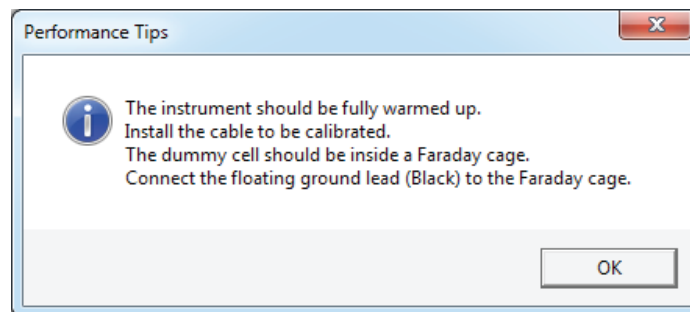 Performance Tips
The instrument should be fully warmed up.
Install the cable to be calibrated.
The dummy cell should be inside a Faraday cage.
Connect the floating ground lead (Black) to the Faraday cage.
OK